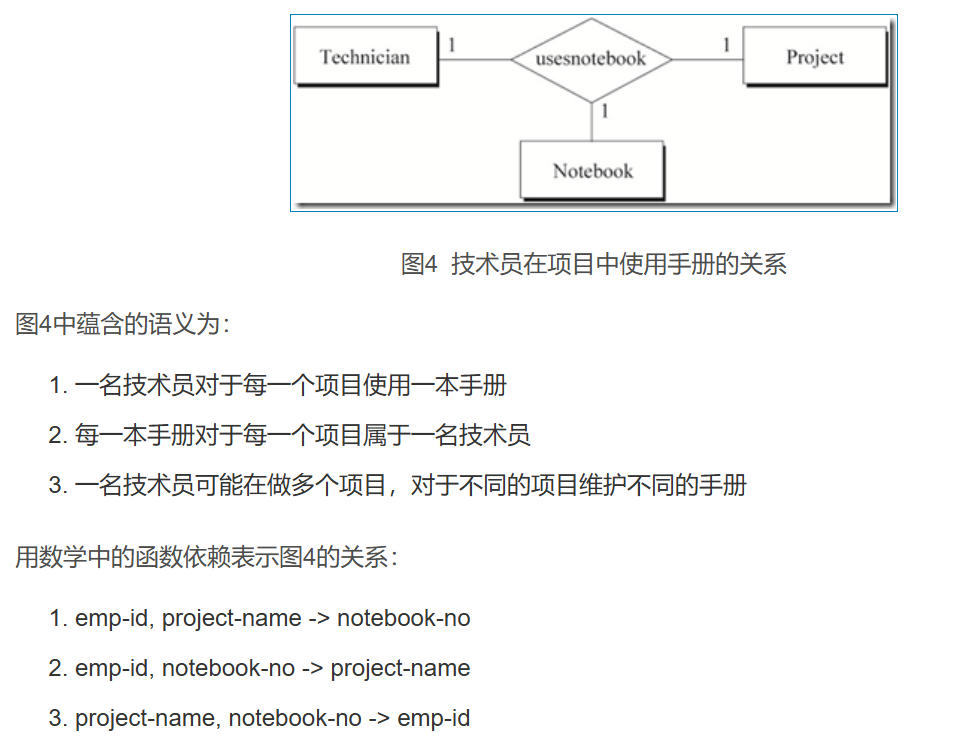 Technician
1
usesnotebook
1
Project
1
Notebook
图4 技术员在项目中使用手册的关系
图4中蕴含的语义为：
1. 一名技术员对于每一个项目使用一本手册
2. 每一本手册对于每一个项目属于一名技术员
3. 一名技术员可能在做多个项目，对于不同的项目维护不同的手册
用数学中的函数依赖表示图4的关系：
1. emp-id, project-name -> notebook-no
2. emp-id, notebook-no -> project-name
3. project-name, notebook-no -> emp-id